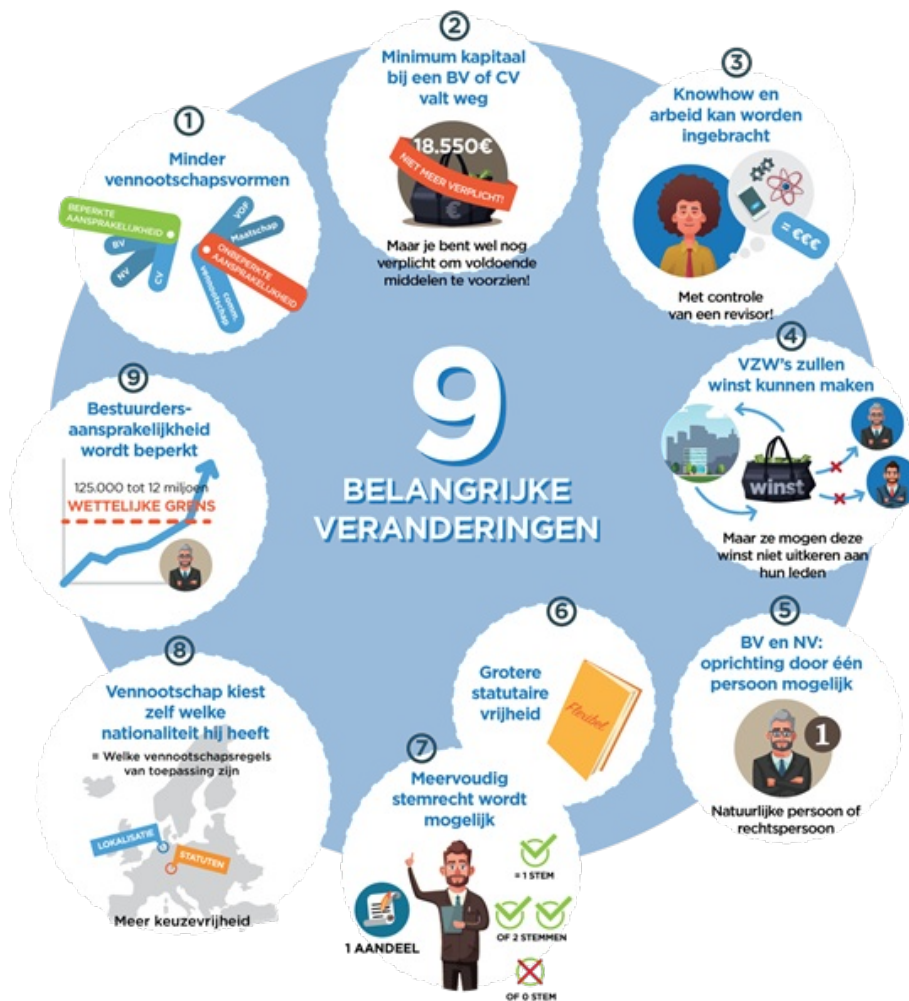 9
BELANGRIJKE
VERANDERINGEN
1
Minder
vennootschapsvormen
BEPERKTE
AANSPRAKELIJKHEID
BV
NV
CV
VOF
Maatschap
ONBEPERKTE
AANSPRAKELIJKHEID
comm.
vennootschap
2
Minimum kapitaal
bij een BV of CV
valt weg
18.550€
NIET MEER VERPLICHT!
€
Maar je bent wel nog
verplicht om voldoende
middelen te voorzien!
3
Knowhow en
arbeid kan worden
ingebracht
= €€€
Met controle
van een revisor!
4
VZW's zullen
winst kunnen maken
winst
Maar ze mogen deze
winst niet uitkeren aan
hun leden
5
BV en NV:
oprichting door één
persoon mogelijk
1
Natuurlijke persoon of
rechtspersoon
6
Grotere
statutaire
vrijheid
Flexibel
7
Meervoudig
stemrecht wordt
mogelijk
1 AANDEEL
= 1 STEM
OF 2 STEMMEN
OF 0 STEM
8
Vennootschap kiest
zelf welke
nationaliteit hij heeft
= Welke vennootschapsregels
van toepassing zijn
LOKALISATIE
STATUTEN
Meer keuzevrijheid
9
Bestuurders-
aansprakelijkheid
wordt beperkt
125.000 tot 12 miljoen
WETTELIJKE GRENS